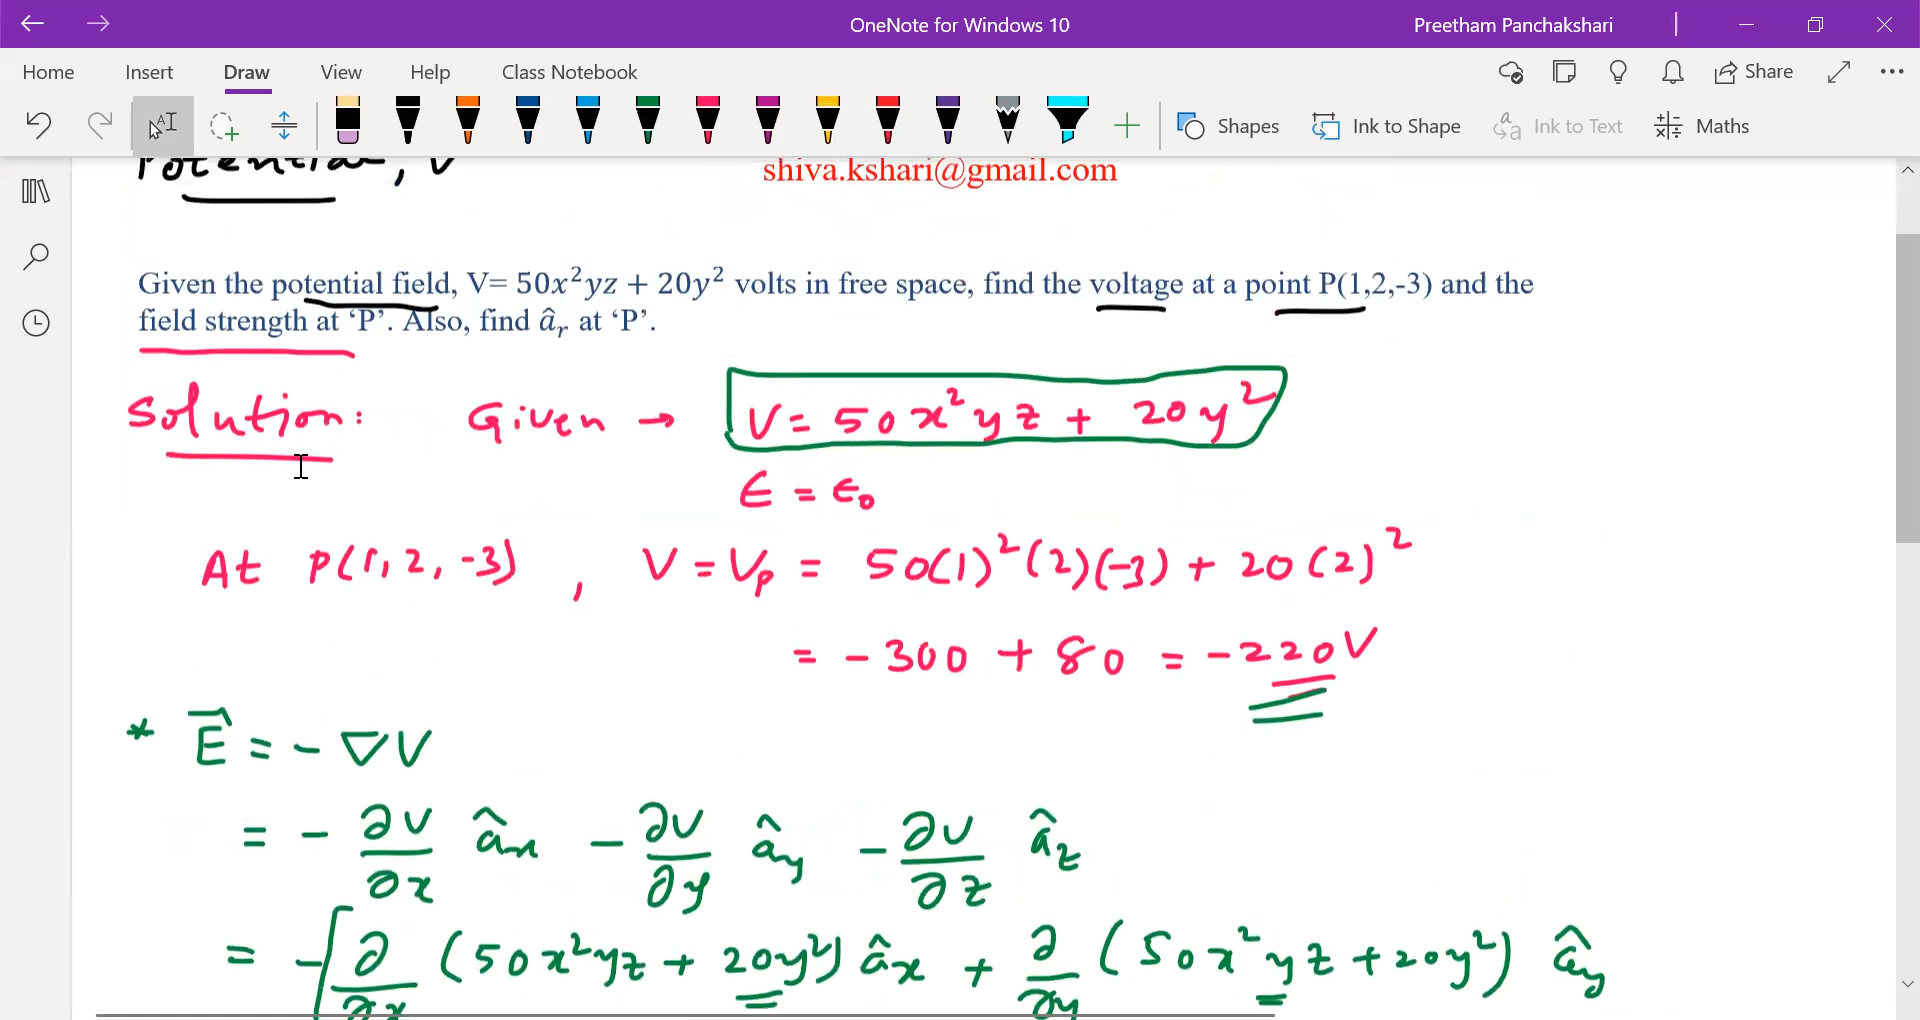 OneNote for Windows 10
Preetham Panchakshari
Home Insert Draw View Help Class Notebook
Share
Shapes Ink to Shape Ink to Text Maths
Potential, V
shiva.kshari@gmail.com
Given the potential field, V= 50x²yz + 20y² volts in free space, find the voltage at a point P(1,2,-3) and the
field strength at ‘P’. Also, find âᵣ at ‘P’.
Solution: Given → V = 50x²yz + 20y²
ϵ = ϵ₀
At P(1, 2, -3) , V = Vₚ = 50(1)²(2)(-3) + 20(2)²
= -300 + 80 = -220V
* E⃗ = - ∇V
= - ∂V/∂x âx - ∂V/∂y ây - ∂V/∂z âz
= -[ ∂/∂x (50x²yz + 20y²) âx + ∂/∂y (50x²yz + 20y²) ây